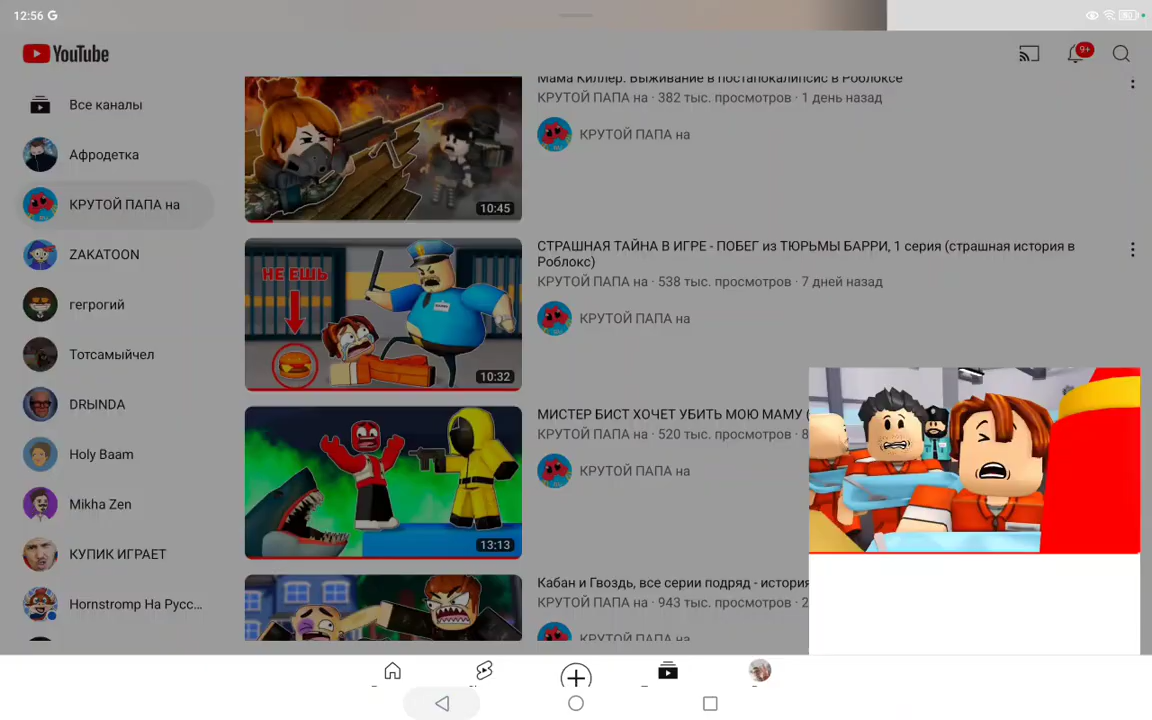 12:56 G
YouTube
9+
Все каналы
Афродетка
КРУТОЙ ПАПА на
ZAKATOON
гегрогий
Тотсамыйчел
DRЫNDA
Holy Baam
Mikha Zen
КУПИК ИГРАЕТ
Hornstromp На Русс...
Мама Киллер. Выживание в постапокалипсис в Роблоксе
КРУТОЙ ПАПА на · 382 тыс. просмотров · 1 день назад
КРУТОЙ ПАПА на
10:45
СТРАШНАЯ ТАЙНА В ИГРЕ - ПОБЕГ из ТЮРЬМЫ БАРРИ, 1 серия (страшная история в
Роблокс)
КРУТОЙ ПАПА на · 538 тыс. просмотров · 7 дней назад
КРУТОЙ ПАПА на
НЕ ЕШЬ
10:32
МИСТЕР БИСТ ХОЧЕТ УБИТЬ МОЮ МАМУ (
КРУТОЙ ПАПА на · 520 тыс. просмотров · 8
КРУТОЙ ПАПА на
13:13
Кабан и Гвоздь, все серии подряд - история
КРУТОЙ ПАПА на · 943 тыс. просмотров · 2
КРУТОЙ ПАПА на